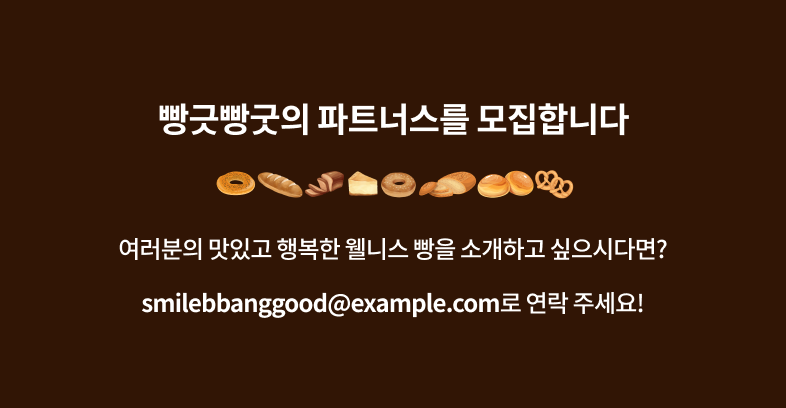 빵긋빵굿의 파트너스를 모집합니다
여러분의 맛있고 행복한 웰니스 빵을 소개하고 싶으시다면?
smilebbanggood@example.com로 연락 주세요!